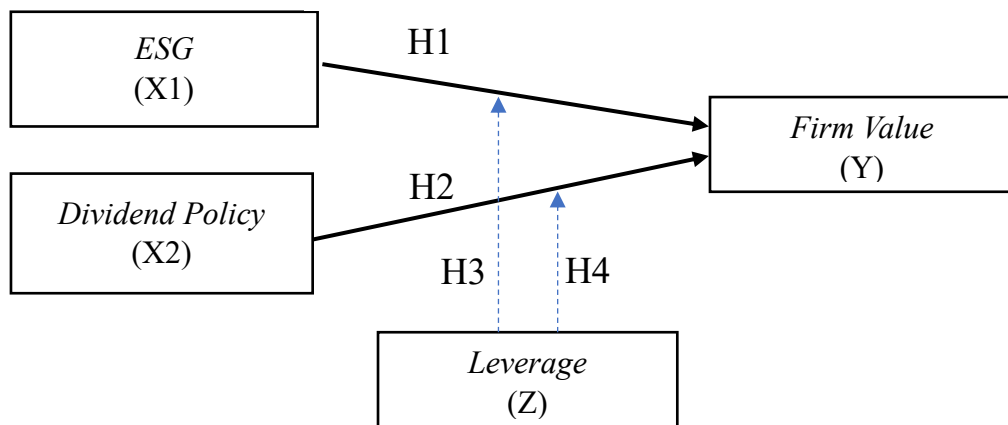 ESG
(X1)
H1
Firm Value
(Y)
Dividend Policy
(X2)
H2
H3
H4
Leverage
(Z)